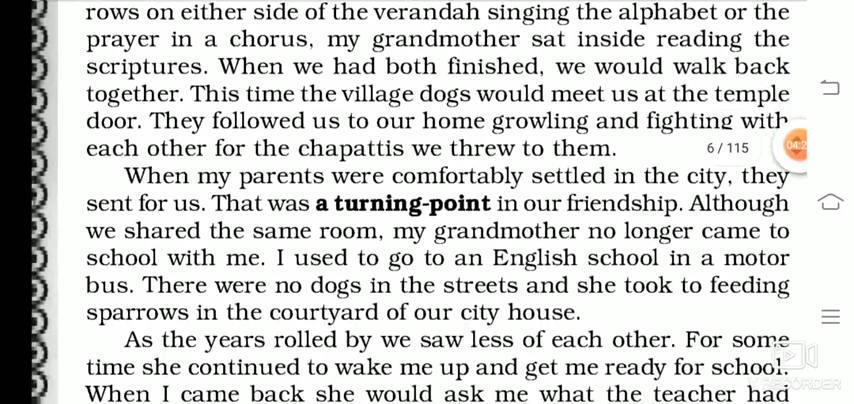 rows on either side of the verandah singing the alphabet or the
prayer in a chorus, my grandmother sat inside reading the
scriptures. When we had both finished, we would walk back
together. This time the village dogs would meet us at the temple
door. They followed us to our home growling and fighting with
each other for the chapattis we threw to them.
6 / 115
When my parents were comfortably settled in the city, they
sent for us. That was a turning-point in our friendship. Although
we shared the same room, my grandmother no longer came to
school with me. I used to go to an English school in a motor
bus. There were no dogs in the streets and she took to feeding
sparrows in the courtyard of our city house.
As the years rolled by we saw less of each other. For some
time she continued to wake me up and get me ready for school.
When I came back she would ask me what the teacher had
RECORDER